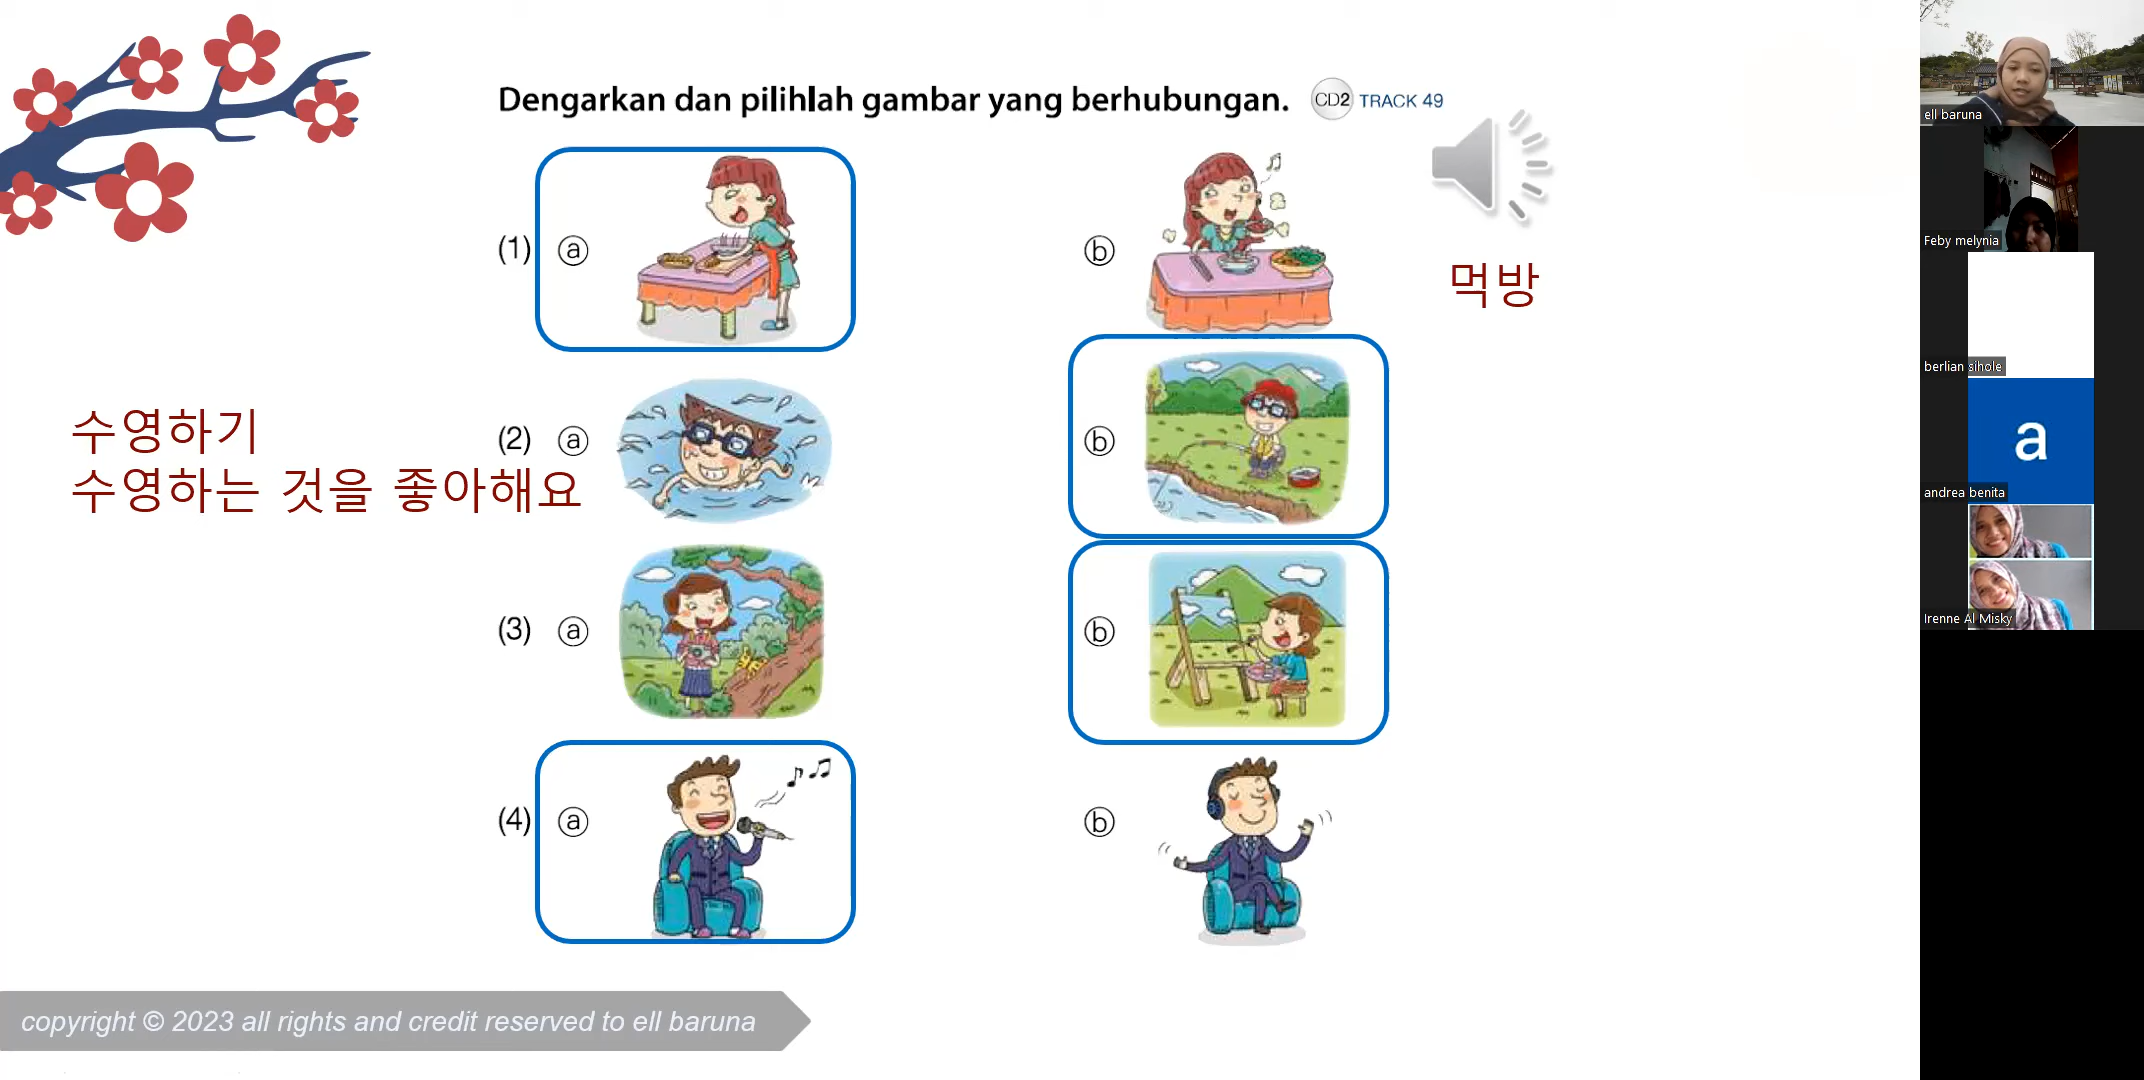 Dengarkan dan pilihlah gambar yang berhubungan. CD2 TRACK 49
(1) ⓐ ⓑ
먹방
수영하기
(2) ⓐ ⓑ
수영하는 것을 좋아해요
(3) ⓐ ⓑ
(4) ⓐ ⓑ
copyright © 2023 all rights and credit reserved to ell baruna
ell baruna
Feby melynia
berlian sihole
a
andrea benita
Irenne Al Misky